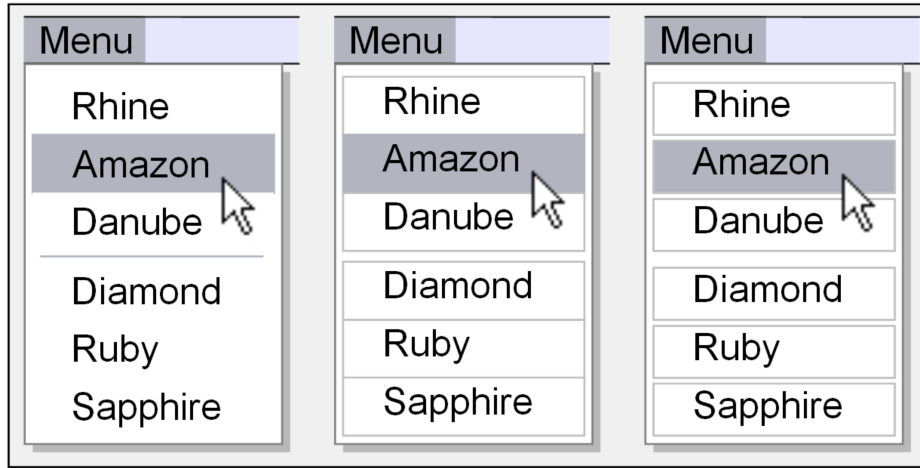 Menu
Rhine
Amazon
Danube
Diamond
Ruby
Sapphire
Menu
Rhine
Amazon
Danube
Diamond
Ruby
Sapphire
Menu
Rhine
Amazon
Danube
Diamond
Ruby
Sapphire